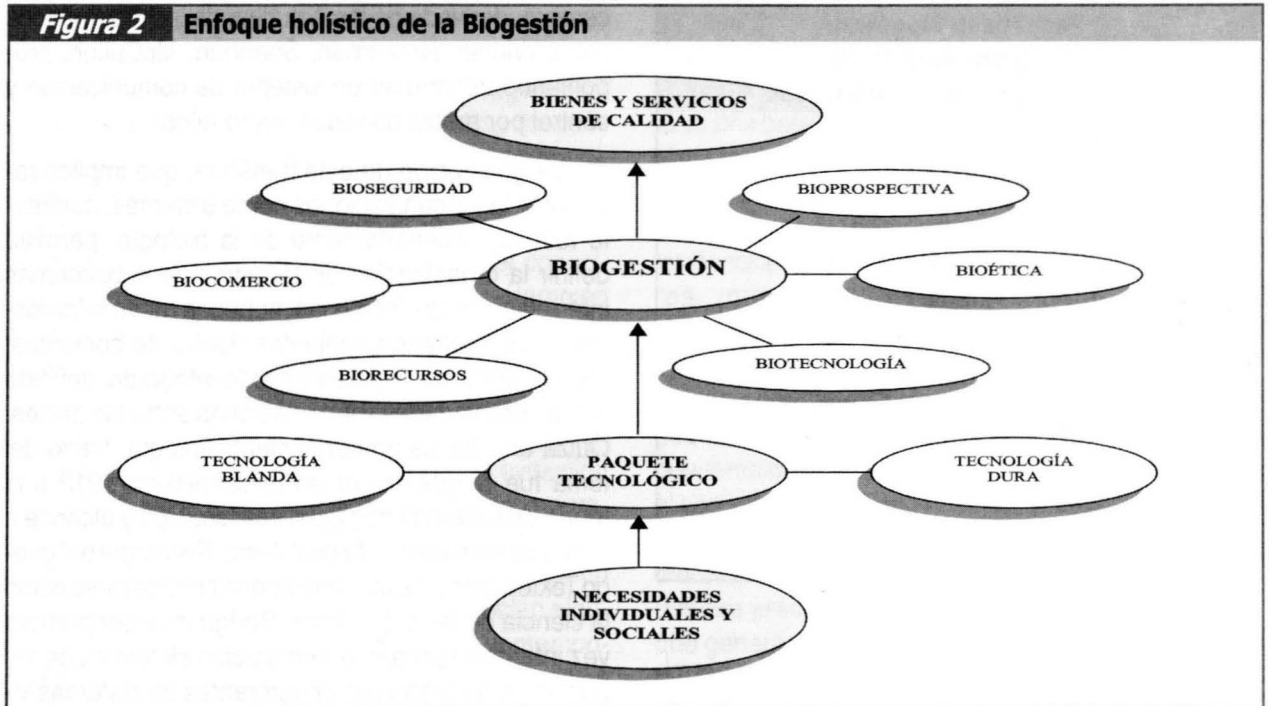 Figura 2 Enfoque holístico de la Biogestión
BIENES Y SERVICIOS
DE CALIDAD
BIOSEGURIDAD
BIOPROSPECTIVA
BIOGESTIÓN
BIOCOMERCIO
BIOÉTICA
BIORECURSOS
BIOTECNOLOGÍA
TECNOLOGÍA
BLANDA
PAQUETE
TECNOLÓGICO
TECNOLOGÍA
DURA
NECESIDADES
INDIVIDUALES Y
SOCIALES